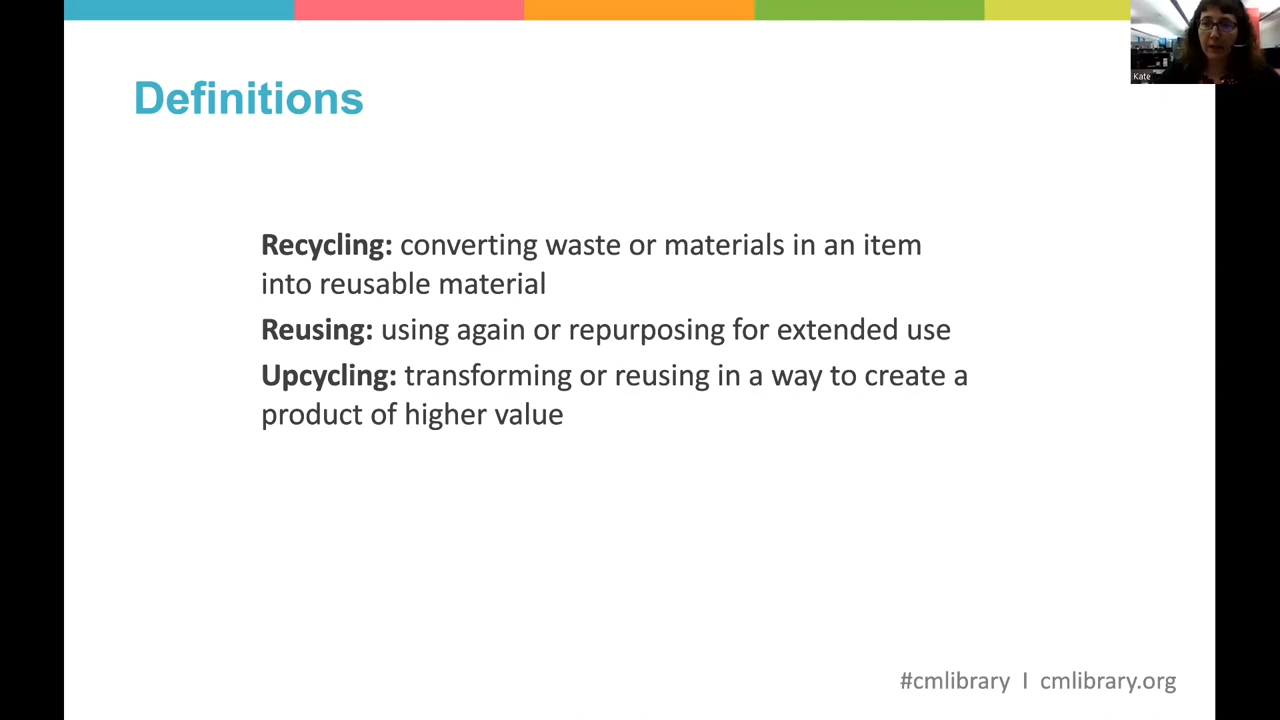 Kate
Definitions
Recycling: converting waste or materials in an item
into reusable material
Reusing: using again or repurposing for extended use
Upcycling: transforming or reusing in a way to create a
product of higher value
#cmlibrary I cmlibrary.org